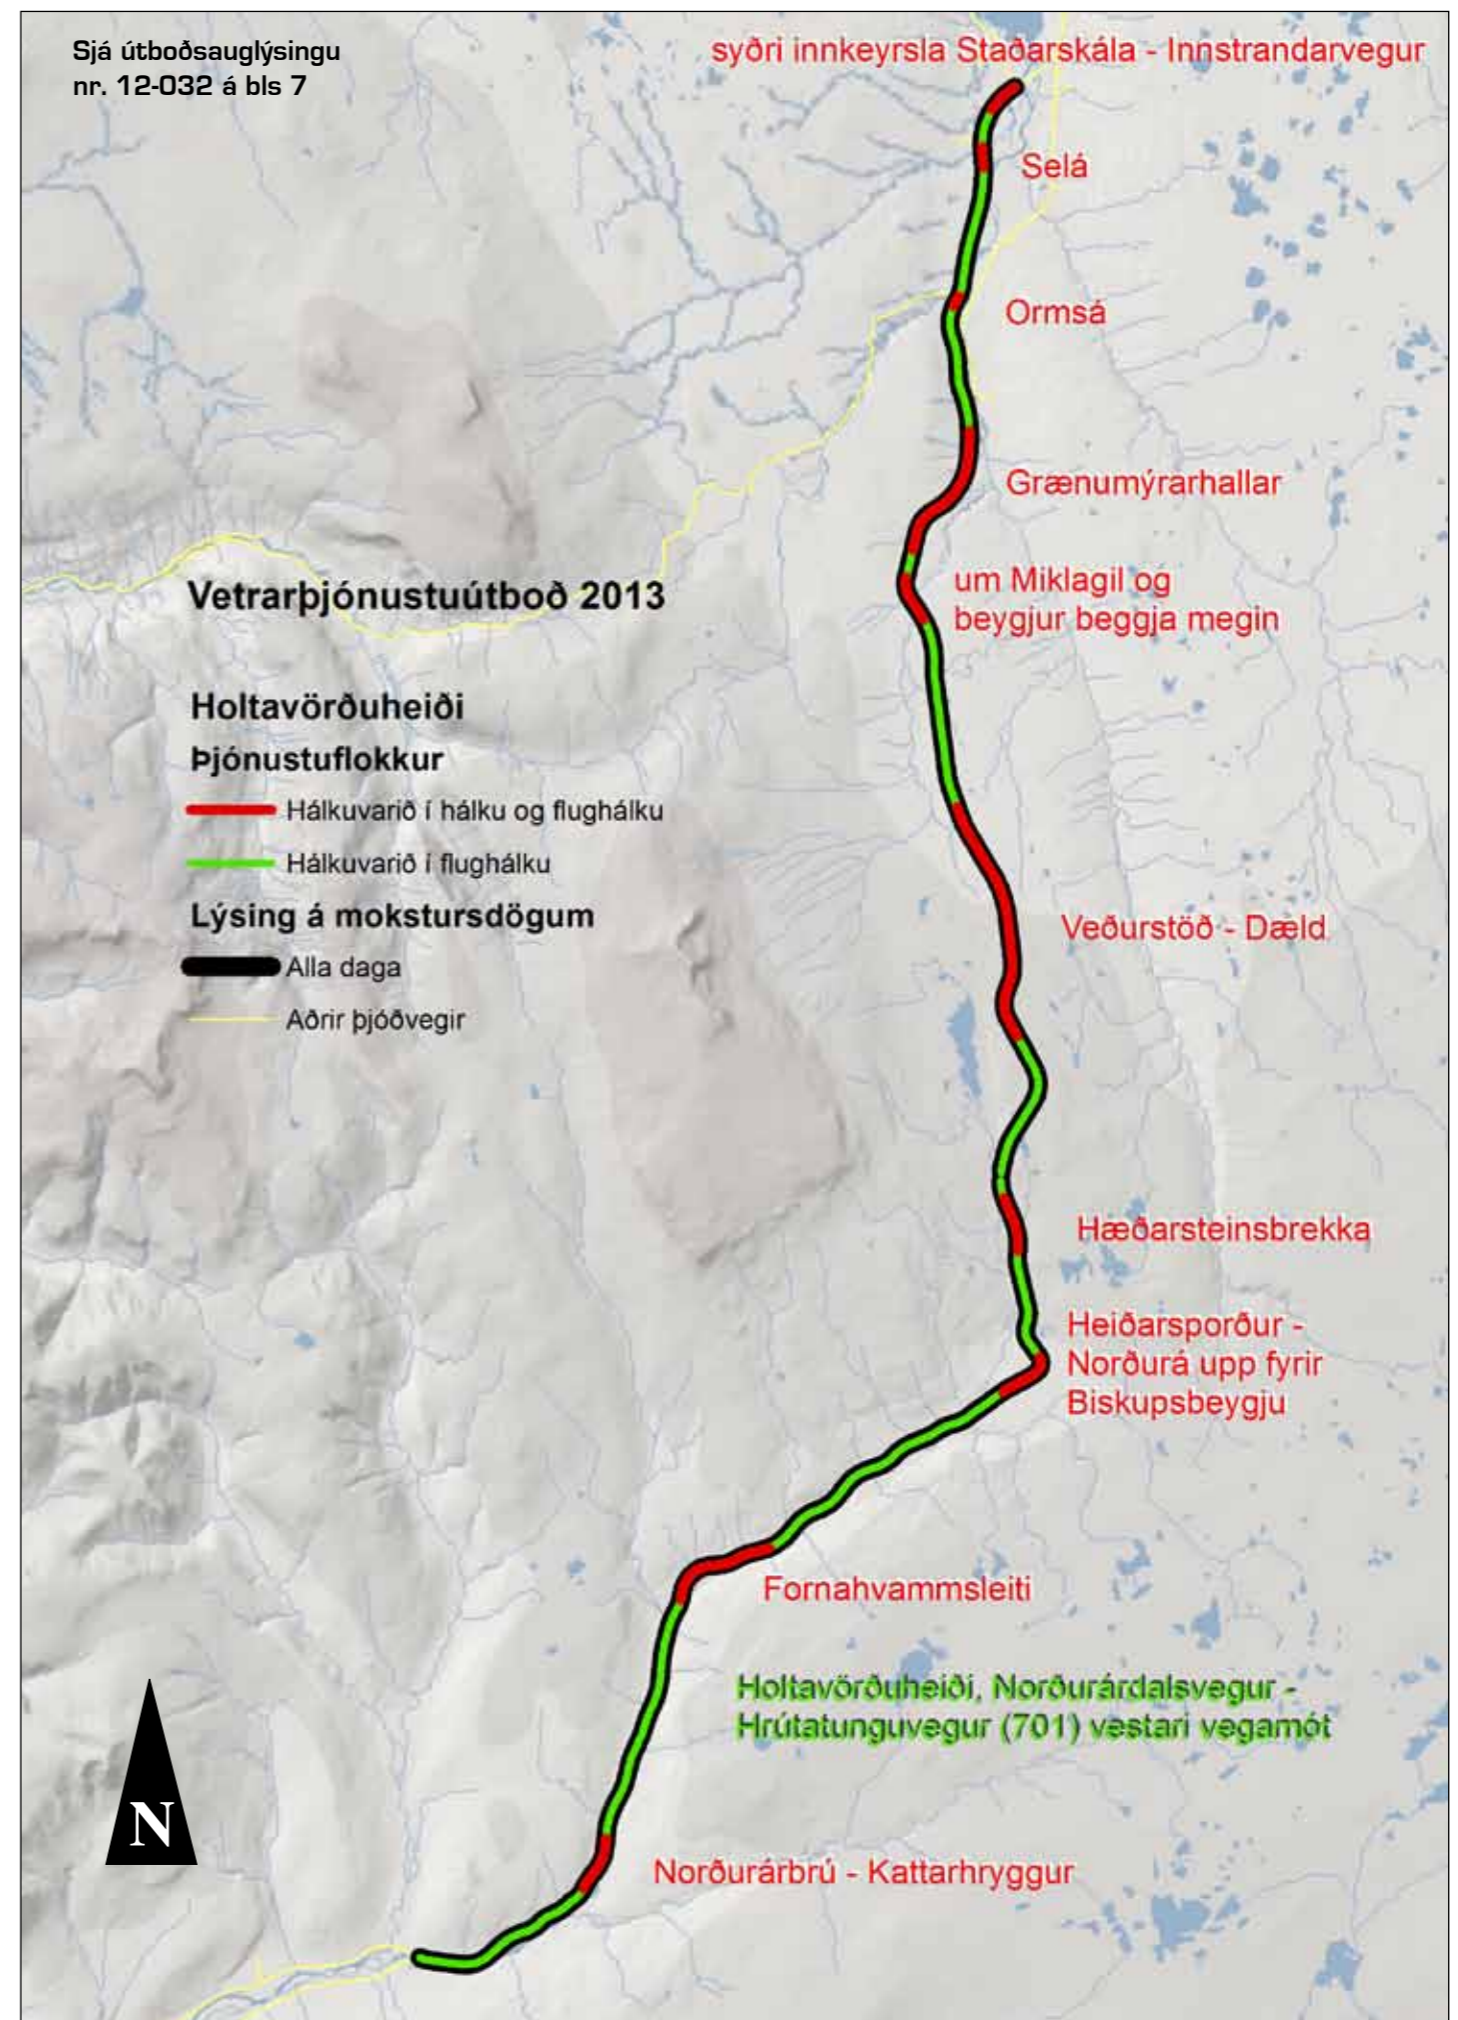 Sjá útboðsauglýsingu
nr. 12-032 á bls 7
syðri innkeyrsla Staðarskála - Innstrandarvegur
Selá
Ormsá
Grænumýrarhallar
um Miklagil og
beygjur beggja megin
Vetrarþjónustuútboð 2013
Holtavörðuheiði
Þjónustuflokkur
Hálkuvarið í hálku og flughálku
Hálkuvarið í flughálku
Lýsing á mokstursdögum
Alla daga
Aðrir þjóðvegir
Veðurstöð - Dæld
Hæðarsteinsbrekka
Heiðarsporður -
Norðurá upp fyrir
Biskupsbeygju
Fornahvammsleiti
Holtavörðuheiði, Norðurárdalsvegur -
Hrútatunguvegur (701) vestari vegamót
Norðurárbrú - Kattarhryggur
N